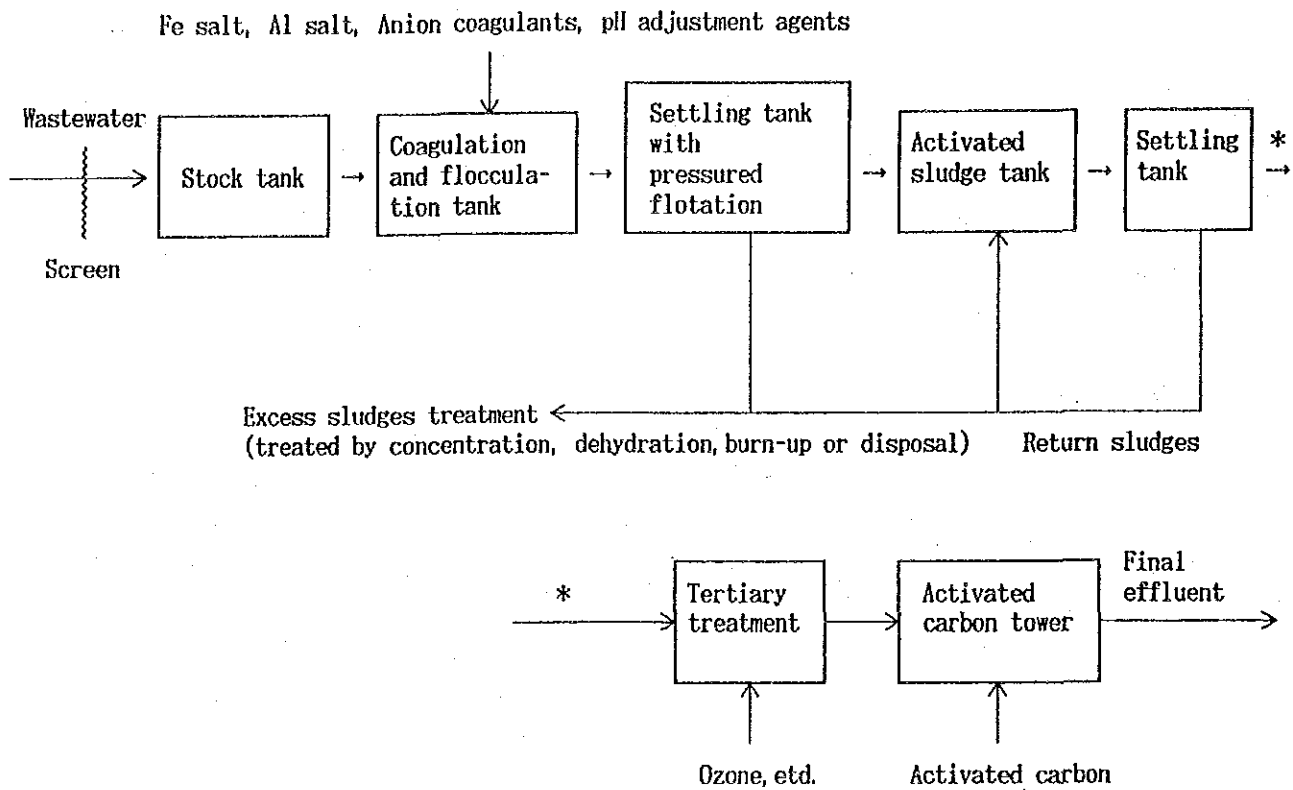 Fe salt, Al salt, Anion coagulants, pH adjustment agents
Wastewater
Screen
Stock tank
Coagulation
and floccula-
tion tank
Settling tank
with
pressured
flotation
Activated
sludge tank
Settling
tank
*
Excess sludges treatment
(treated by concentration, dehydration, burn-up or disposal)
Return sludges
*
Tertiary
treatment
Activated
carbon tower
Final
effluent
Ozone, etd.
Activated carbon